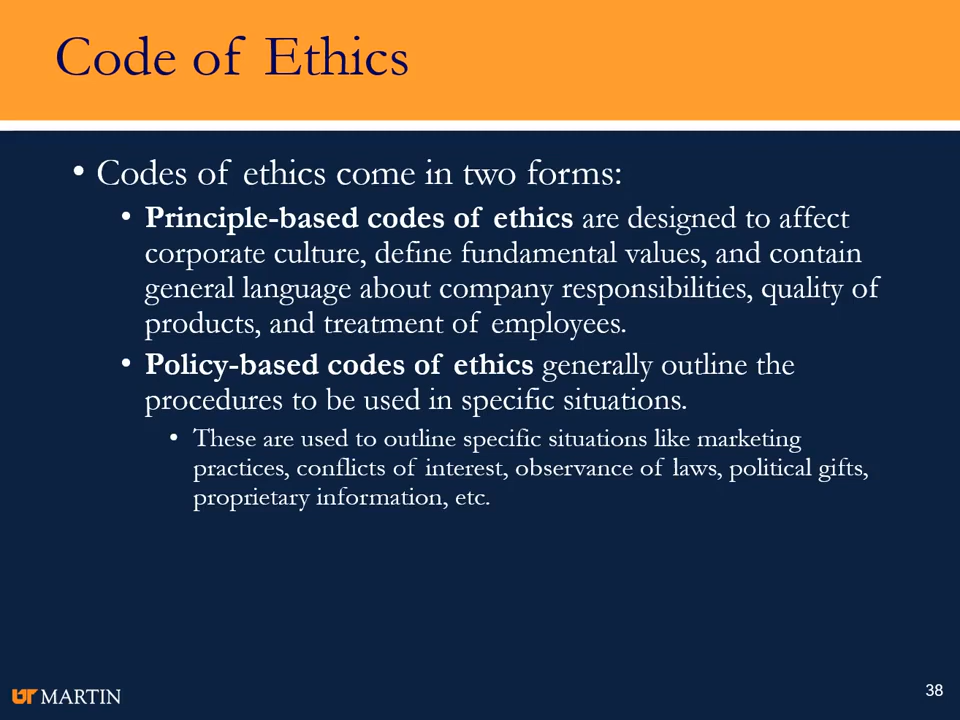 Code of Ethics
• Codes of ethics come in two forms:
• Principle-based codes of ethics are designed to affect
corporate culture, define fundamental values, and contain
general language about company responsibilities, quality of
products, and treatment of employees.
• Policy-based codes of ethics generally outline the
procedures to be used in specific situations.
• These are used to outline specific situations like marketing
practices, conflicts of interest, observance of laws, political gifts,
proprietary information, etc.
UT MARTIN
38